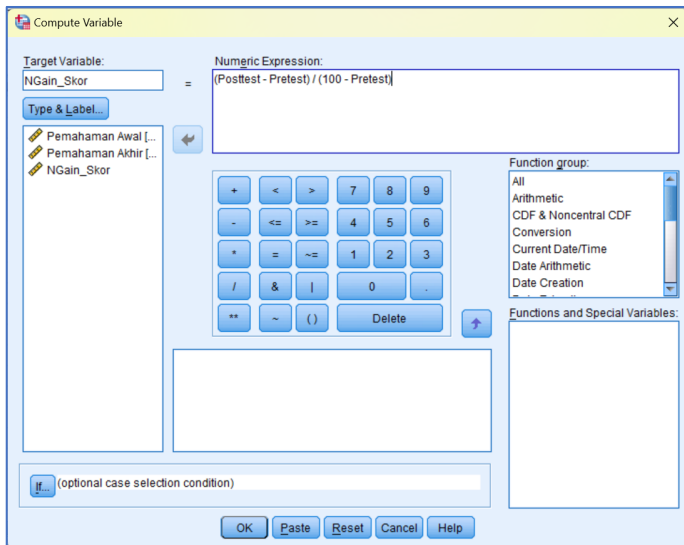 Compute Variable
Target Variable:
NGain_Skor
=
Numeric Expression:
(Posttest - Pretest) / (100 - Pretest)
Type & Label...
Pemahaman Awal [...
Pemahaman Akhir [...
NGain_Skor
+ < > 7 8 9
- <= >= 4 5 6
* = ~= 1 2 3
/ & | 0 .
** ~ ( ) Delete
Function group:
All
Arithmetic
CDF & Noncentral CDF
Conversion
Current Date/Time
Date Arithmetic
Date Creation
Functions and Special Variables:
If... (optional case selection condition)
OK Paste Reset Cancel Help